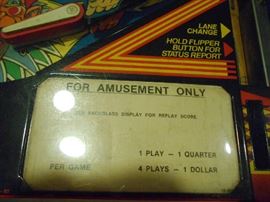 LANE
CHANGE
HOLD FLIPPER
BUTTON FOR
STATUS REPORT
FOR AMUSEMENT ONLY
SEE BACKGLASS DISPLAY FOR REPLAY SCORE
1 PLAY – 1 QUARTER
PER GAME 4 PLAYS – 1 DOLLAR